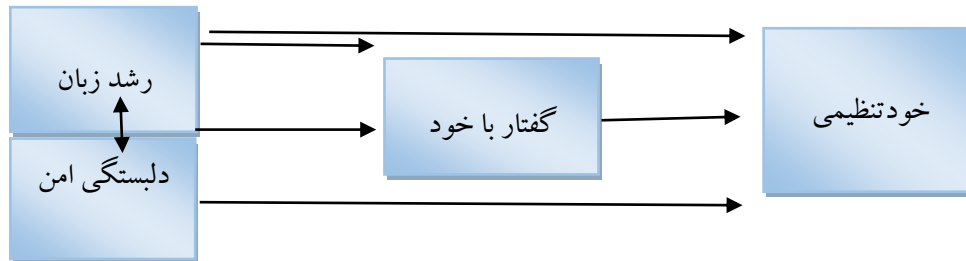 رشد زبان
دلبستگی امن
گفتار با خود
خودتنظیمی